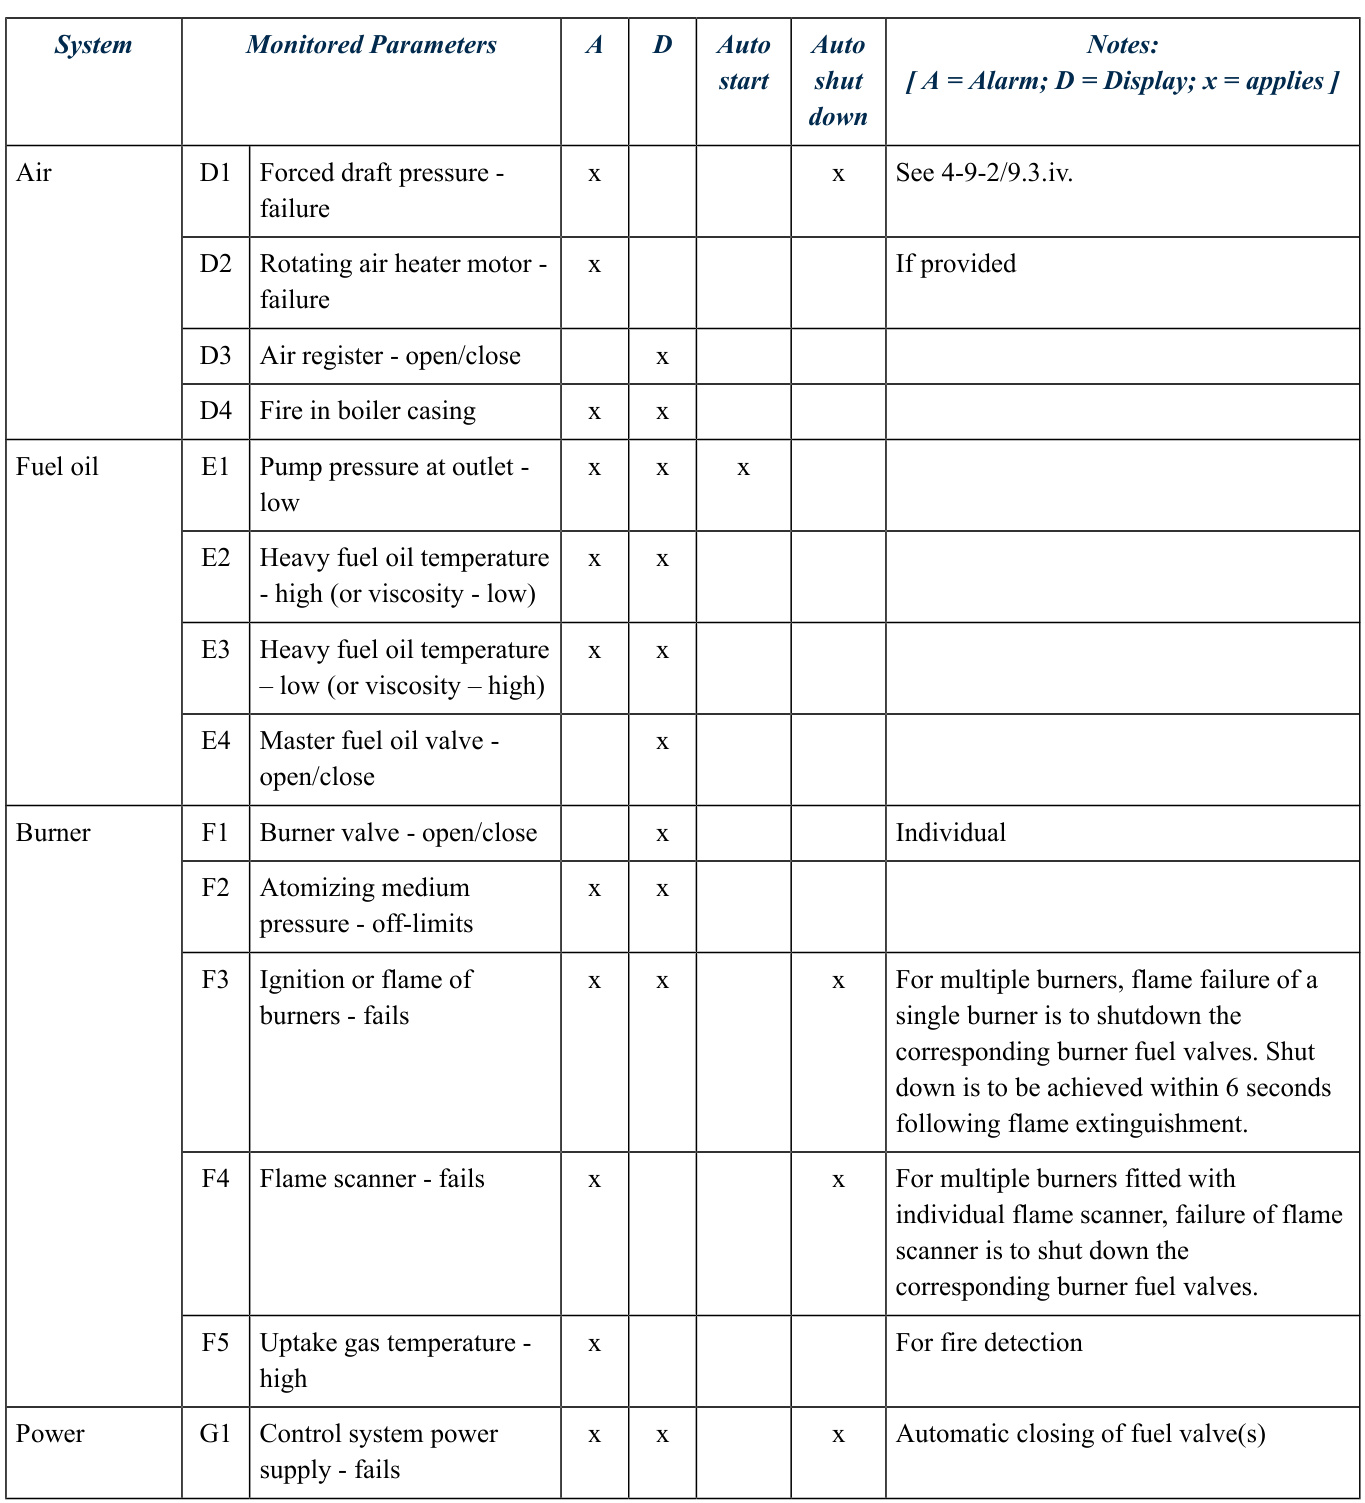 System Monitored Parameters A D Auto start Auto shut down Notes: [ A = Alarm; D = Display; x = applies ]
Air D1 Forced draft pressure - failure x x See 4-9-2/9.3.iv.
D2 Rotating air heater motor - failure x If provided
D3 Air register - open/close x
D4 Fire in boiler casing x x
Fuel oil E1 Pump pressure at outlet - low x x x
E2 Heavy fuel oil temperature - high (or viscosity - low) x x
E3 Heavy fuel oil temperature – low (or viscosity – high) x x
E4 Master fuel oil valve - open/close x
Burner F1 Burner valve - open/close x Individual
F2 Atomizing medium pressure - off-limits x x
F3 Ignition or flame of burners - fails x x x For multiple burners, flame failure of a single burner is to shutdown the corresponding burner fuel valves. Shut down is to be achieved within 6 seconds following flame extinguishment.
F4 Flame scanner - fails x x For multiple burners fitted with individual flame scanner, failure of flame scanner is to shut down the corresponding burner fuel valves.
F5 Uptake gas temperature - high x For fire detection
Power G1 Control system power supply - fails x x x Automatic closing of fuel valve(s)